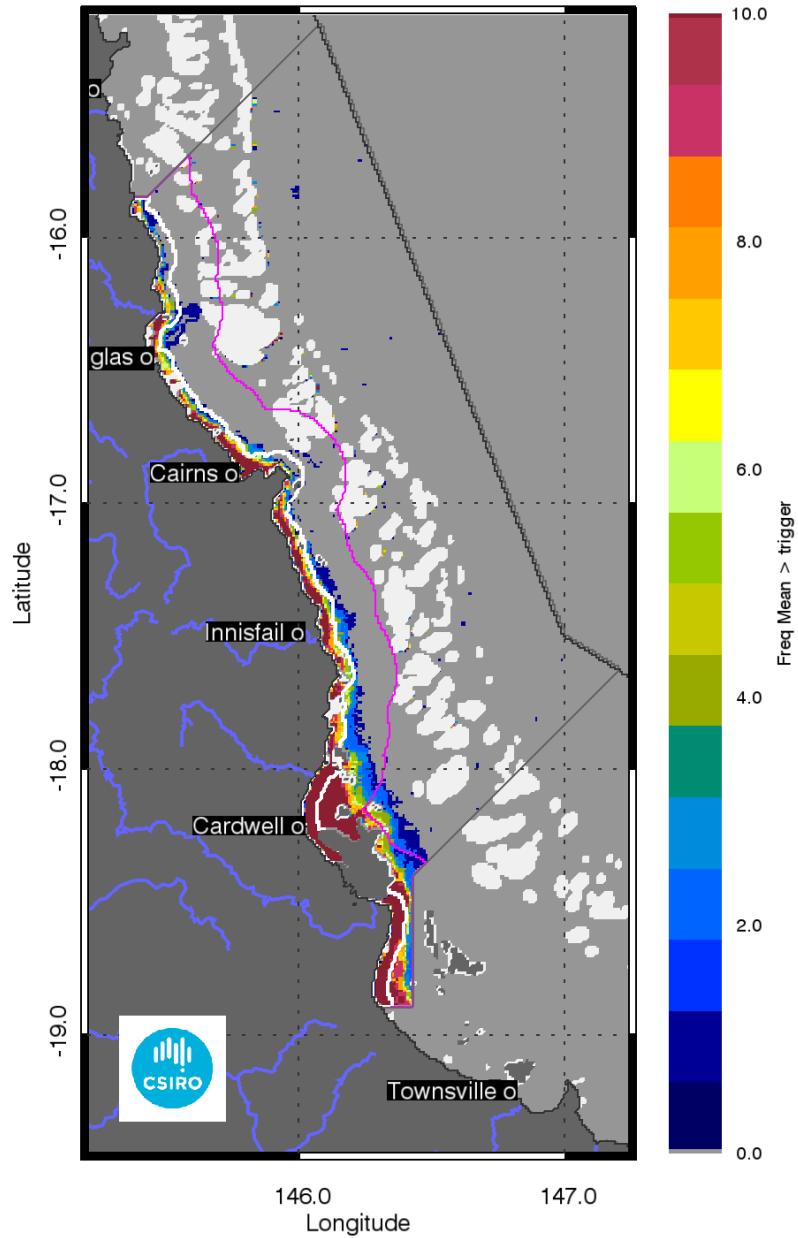 10.0
8.0
6.0
4.0
2.0
0.0
Freq Mean > trigger
-16.0
-17.0
-18.0
-19.0
Latitude
o
glas o
Cairns o
Innisfail o
Cardwell o
Townsville o
CSIRO
146.0
147.0
Longitude